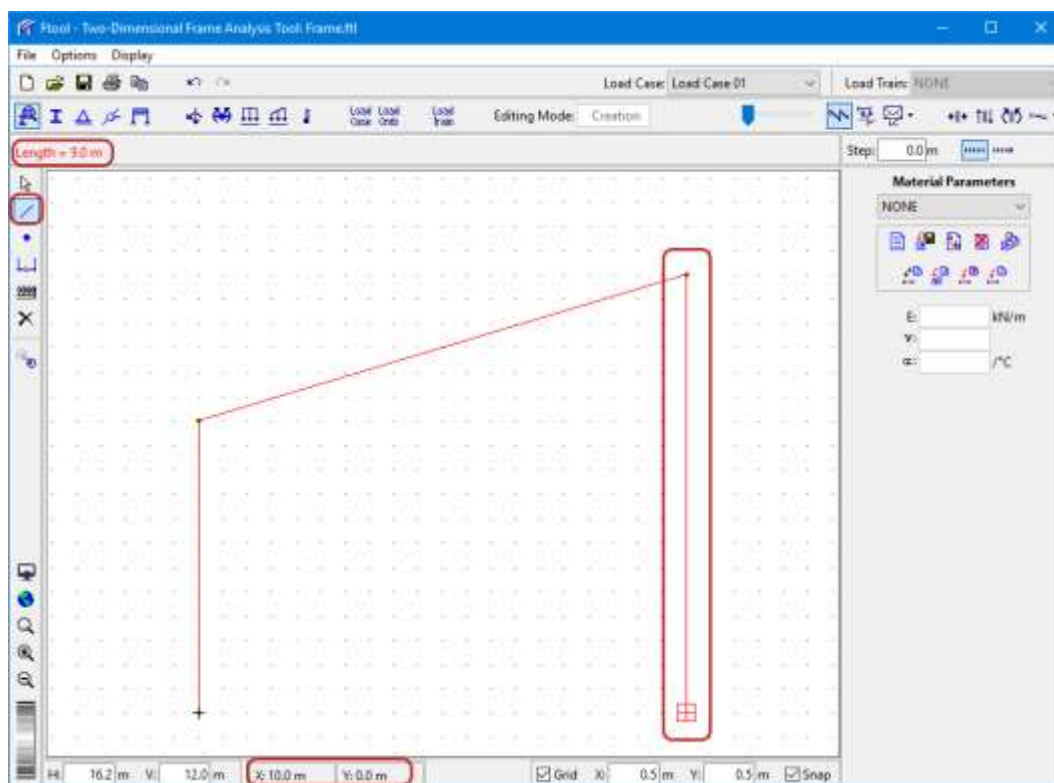 Ftool - Two-Dimensional Frame Analysis Tool: Frame.ftl
File Options Display
Load Case: Load Case 01 Load Train: NONE
Load Case Load Comb Load Train Editing Mode: Creation
Length = 9.0 m Step: 0.0 m
Material Parameters
NONE
E: kN/m
ν:
α: /°C
H: 16.2 m V: 12.0 m X: 10.0 m Y: 0.0 m Grid X: 0.5 m Y: 0.5 m Snap